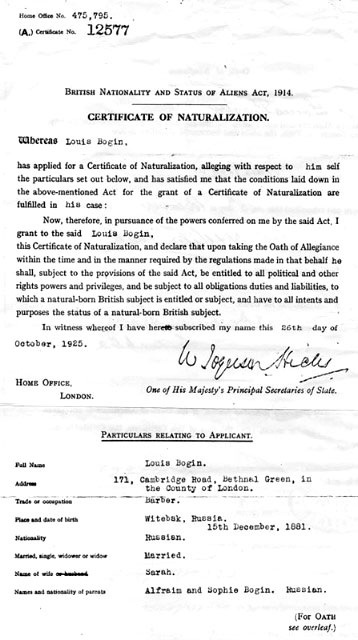 Home Office No. 475,795.
(A.) Certificate No. 12577
British Nationality and Status of Aliens Act, 1914.
CERTIFICATE OF NATURALIZATION.
Whereas Louis Bogin,
has applied for a Certificate of Naturalization, alleging with respect to him self
the particulars set out below, and has satisfied me that the conditions laid down in
the above-mentioned Act for the grant of a Certificate of Naturalization are
fulfilled in his case:
Now, therefore, in pursuance of the powers conferred on me by the said Act, I
grant to the said Louis Bogin,
this Certificate of Naturalization, and declare that upon taking the Oath of Allegiance
within the time and in the manner required by the regulations made in that behalf he
shall, subject to the provisions of the said Act, be entitled to all political and other
rights powers and privileges, and be subject to all obligations duties and liabilities, to
which a natural-born British subject is entitled or subject, and have to all intents and
purposes the status of a natural-born British subject.
In witness whereof I have hereto subscribed my name this 26th day of
October, 1925.
W Joynson Hicks
HOME OFFICE,
LONDON.
One of His Majesty's Principal Secretaries of State.
PARTICULARS RELATING TO APPLICANT.
Full Name Louis Bogin.
Address 171, Cambridge Road, Bethnal Green, in
the County of London.
Trade or occupation Barber.
Place and date of birth Witebsk, Russia.
15th December, 1881.
Nationality Russian.
Married, single, widower or widow Married.
Name of wife or husband Sarah.
Names and nationality of parents Alfraim and Sophie Bogin. Russian.
(For OATH
see overleaf.)